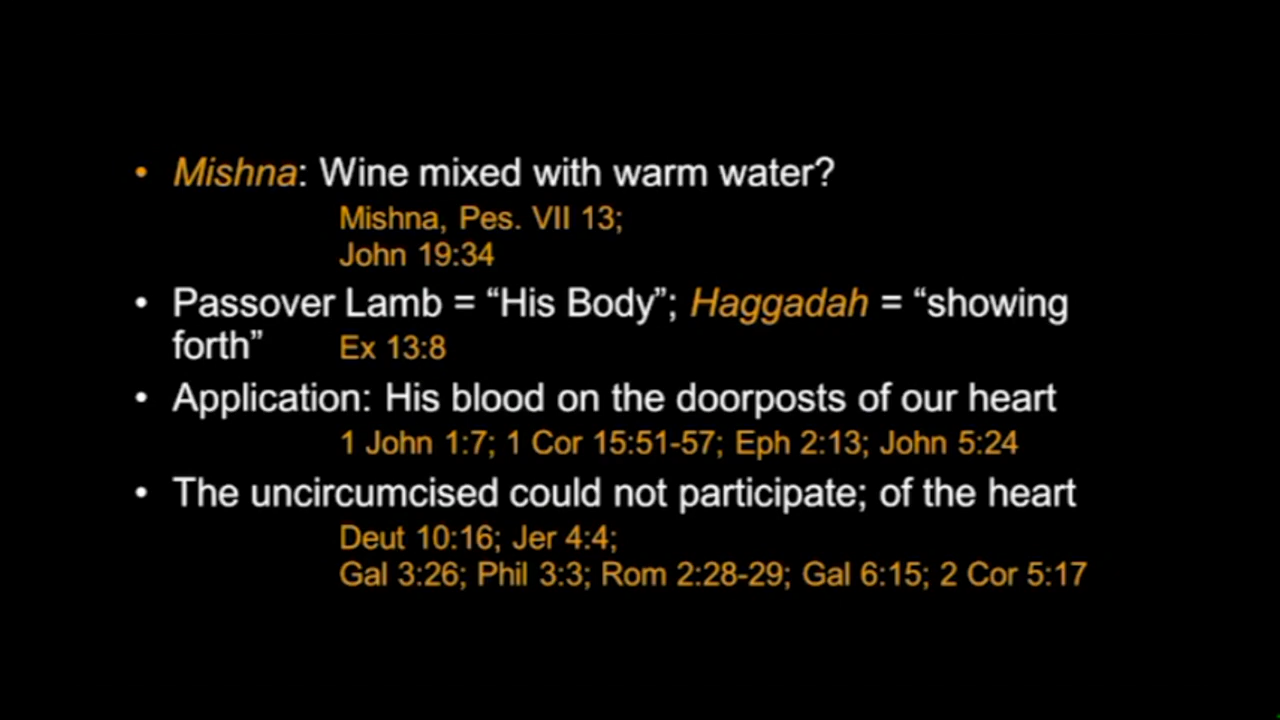 • Mishna: Wine mixed with warm water?
Mishna, Pes. VII 13;
John 19:34
• Passover Lamb = “His Body”; Haggadah = “showing
forth” Ex 13:8
• Application: His blood on the doorposts of our heart
1 John 1:7; 1 Cor 15:51-57; Eph 2:13; John 5:24
• The uncircumcised could not participate; of the heart
Deut 10:16; Jer 4:4;
Gal 3:26; Phil 3:3; Rom 2:28-29; Gal 6:15; 2 Cor 5:17